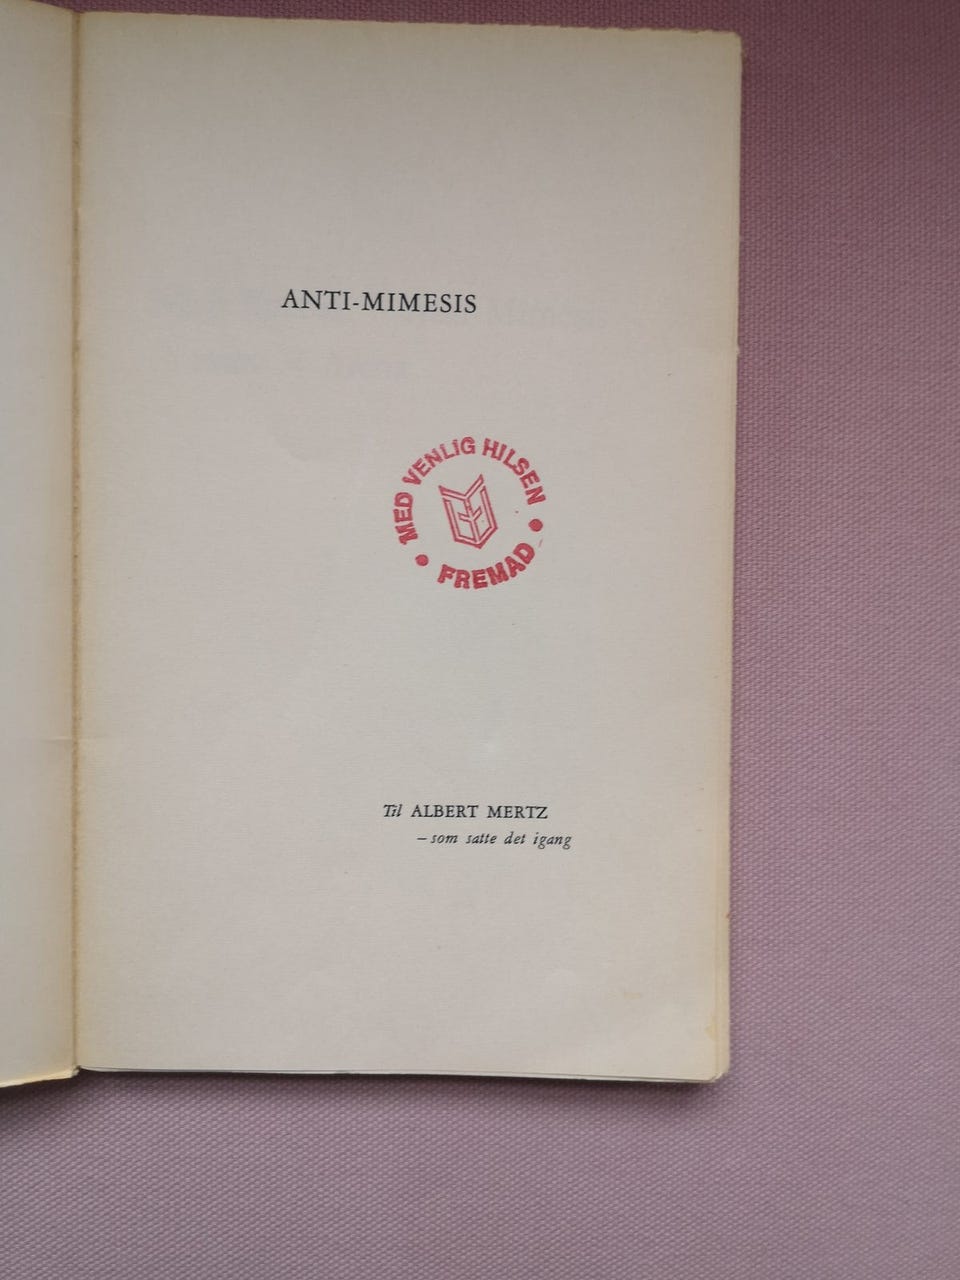 ANTI-MIMESIS
MED VENLIG HILSEN
FREMAD
Til ALBERT MERTZ
– som satte det igang